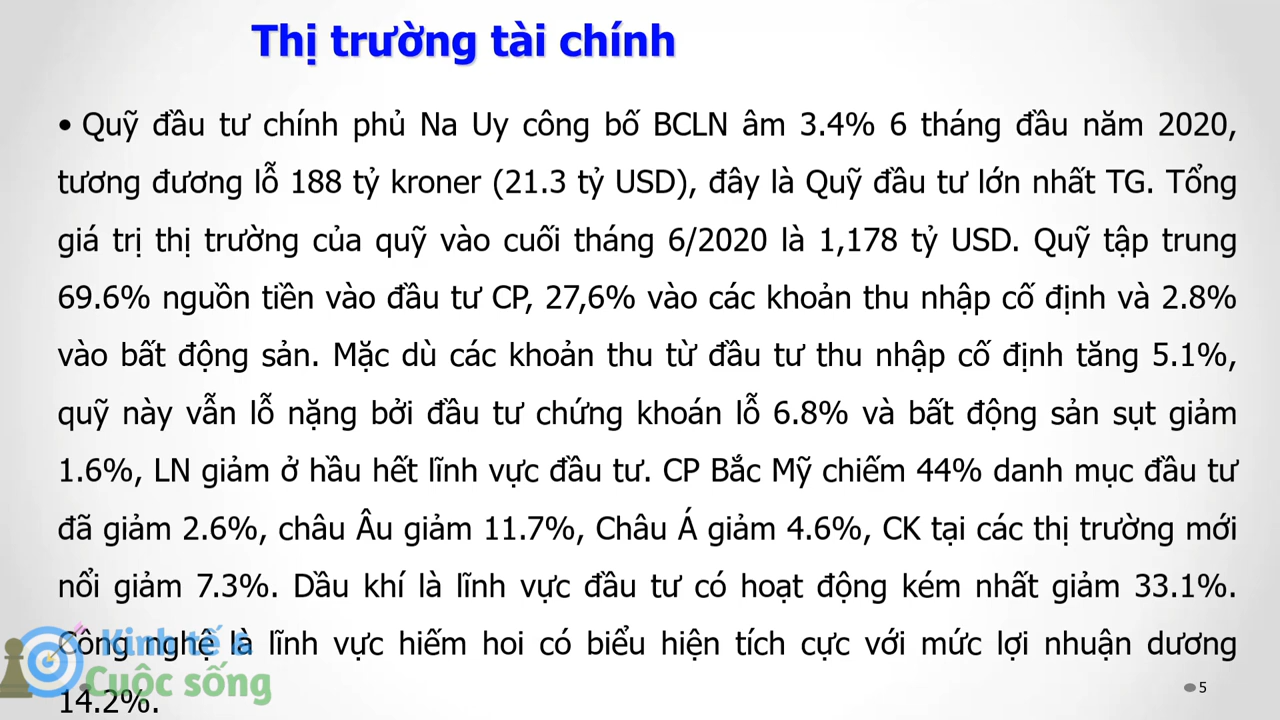 Thị trường tài chính
• Quỹ đầu tư chính phủ Na Uy công bố BCLN âm 3.4% 6 tháng đầu năm 2020,
tương đương lỗ 188 tỷ kroner (21.3 tỷ USD), đây là Quỹ đầu tư lớn nhất TG. Tổng
giá trị thị trường của quỹ vào cuối tháng 6/2020 là 1,178 tỷ USD. Quỹ tập trung
69.6% nguồn tiền vào đầu tư CP, 27,6% vào các khoản thu nhập cố định và 2.8%
vào bất động sản. Mặc dù các khoản thu từ đầu tư thu nhập cố định tăng 5.1%,
quỹ này vẫn lỗ nặng bởi đầu tư chứng khoán lỗ 6.8% và bất động sản sụt giảm
1.6%, LN giảm ở hầu hết lĩnh vực đầu tư. CP Bắc Mỹ chiếm 44% danh mục đầu tư
đã giảm 2.6%, châu Âu giảm 11.7%, Châu Á giảm 4.6%, CK tại các thị trường mới
nổi giảm 7.3%. Dầu khí là lĩnh vực đầu tư có hoạt động kém nhất giảm 33.1%.
Công nghệ là lĩnh vực hiếm hoi có biểu hiện tích cực với mức lợi nhuận dương
14.2%.
Kinh tế &
Cuộc sống
5